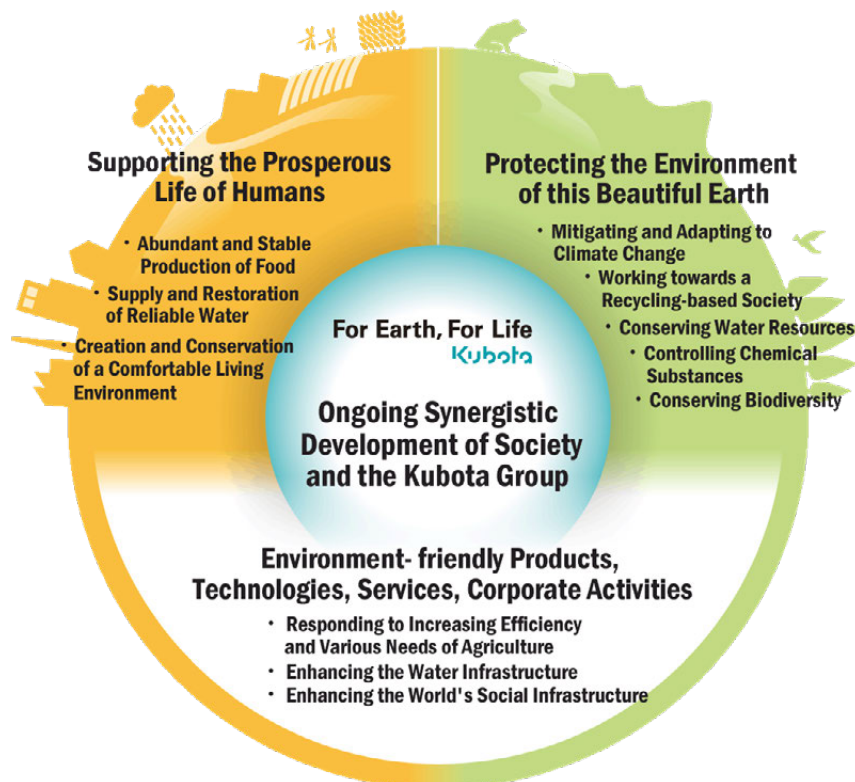 Supporting the Prosperous
Life of Humans
・Abundant and Stable
Production of Food
・Supply and Restoration
of Reliable Water
・Creation and Conservation
of a Comfortable Living
Environment
Protecting the Environment
of this Beautiful Earth
・Mitigating and Adapting to
Climate Change
・Working towards a
Recycling-based Society
・Conserving Water Resources
・Controlling Chemical
Substances
・Conserving Biodiversity
For Earth, For Life
Kubota
Ongoing Synergistic
Development of Society
and the Kubota Group
Environment- friendly Products,
Technologies, Services, Corporate Activities
・Responding to Increasing Efficiency
and Various Needs of Agriculture
・Enhancing the Water Infrastructure
・Enhancing the World's Social Infrastructure